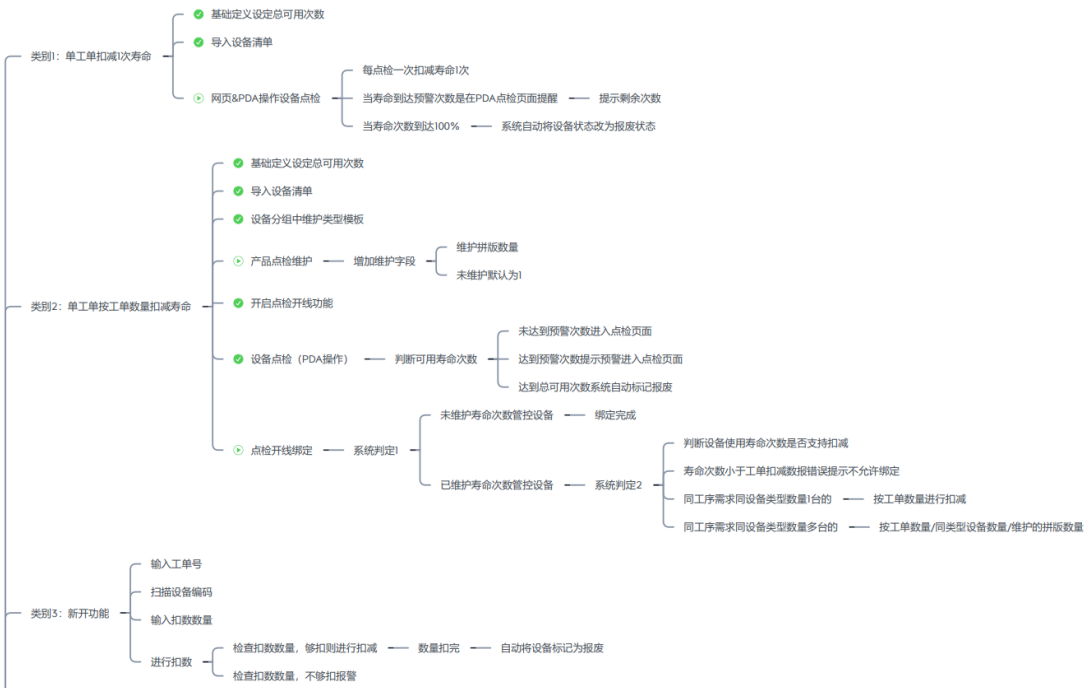 类别1：单工单扣减1次寿命
基础定义设定总可用次数
导入设备清单
网页&PDA操作设备点检
每点检一次扣减寿命1次
当寿命到达预警次数是在PDA点检页面提醒
提示剩余次数
当寿命次数到达100%
系统自动将设备状态改为报废状态
类别2：单工单按工单数量扣减寿命
基础定义设定总可用次数
导入设备清单
设备分组中维护类型模板
产品点检维护
增加维护字段
维护拼版数量
未维护默认为1
开启点检开线功能
设备点检（PDA操作）
判断可用寿命次数
未达到预警次数进入点检页面
达到预警次数提示预警进入点检页面
达到总可用次数系统自动标记报废
点检开线绑定
系统判定1
未维护寿命次数管控设备
绑定完成
已维护寿命次数管控设备
系统判定2
判断设备使用寿命次数是否支持扣减
寿命次数小于工单扣减数报错误提示不允许绑定
同工序需求同设备类型数量1台的
按工单数量进行扣减
同工序需求同设备类型数量多台的
按工单数量/同类型设备数量/维护的拼版数量
类别3：新开功能
输入工单号
扫描设备编码
输入扣数数量
进行扣数
检查扣数数量，够扣则进行扣减
数量扣完
自动将设备标记为报废
检查扣数数量，不够扣报警